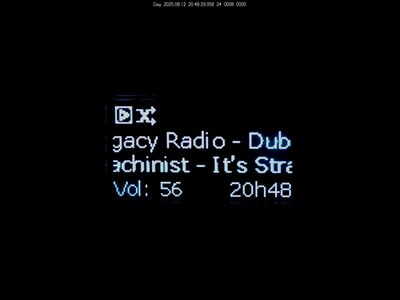 Day 2025.08.12 20:48:29.959 24 0008 0000
gacy Radio - Dub
achinist - It's Stra
Vol: 56 20h48